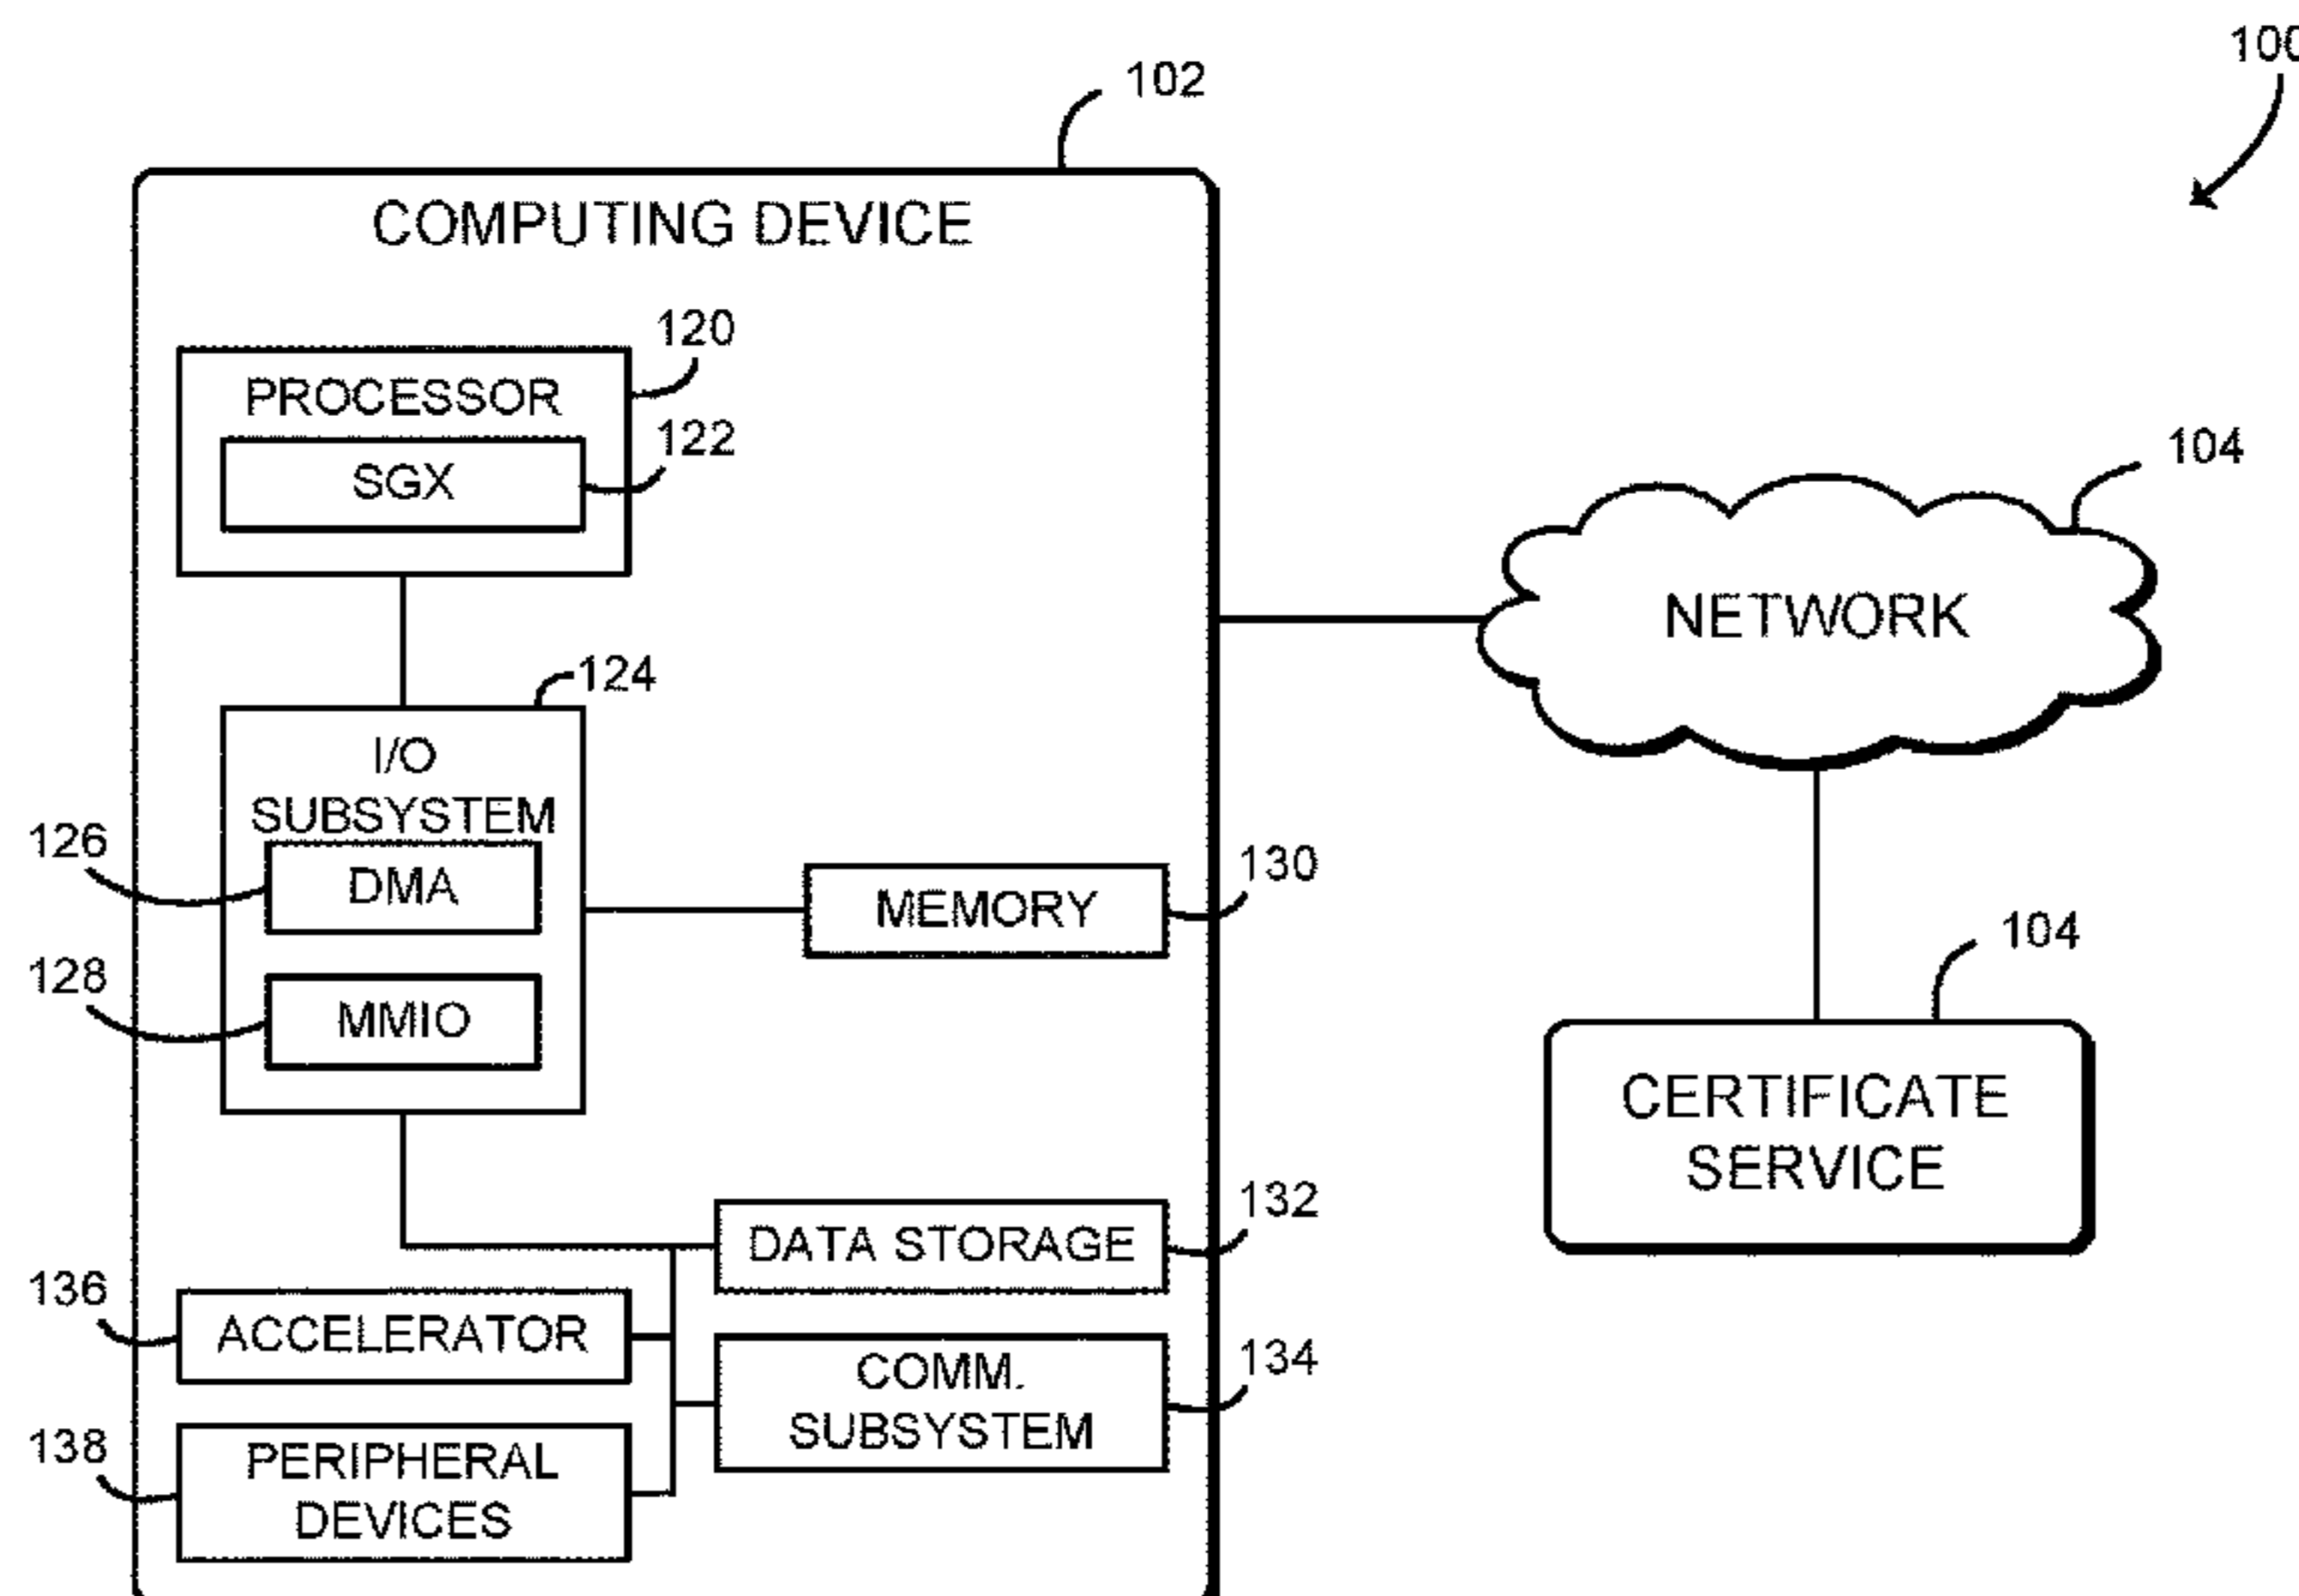 100
102
COMPUTING DEVICE
120
PROCESSOR
122
SGX
104
NETWORK
124
I/O
SUBSYSTEM
126
DMA
130
MEMORY
128
MMIO
104
CERTIFICATE
SERVICE
132
DATA STORAGE
136
ACCELERATOR
134
COMM.
SUBSYSTEM
138
PERIPHERAL
DEVICES